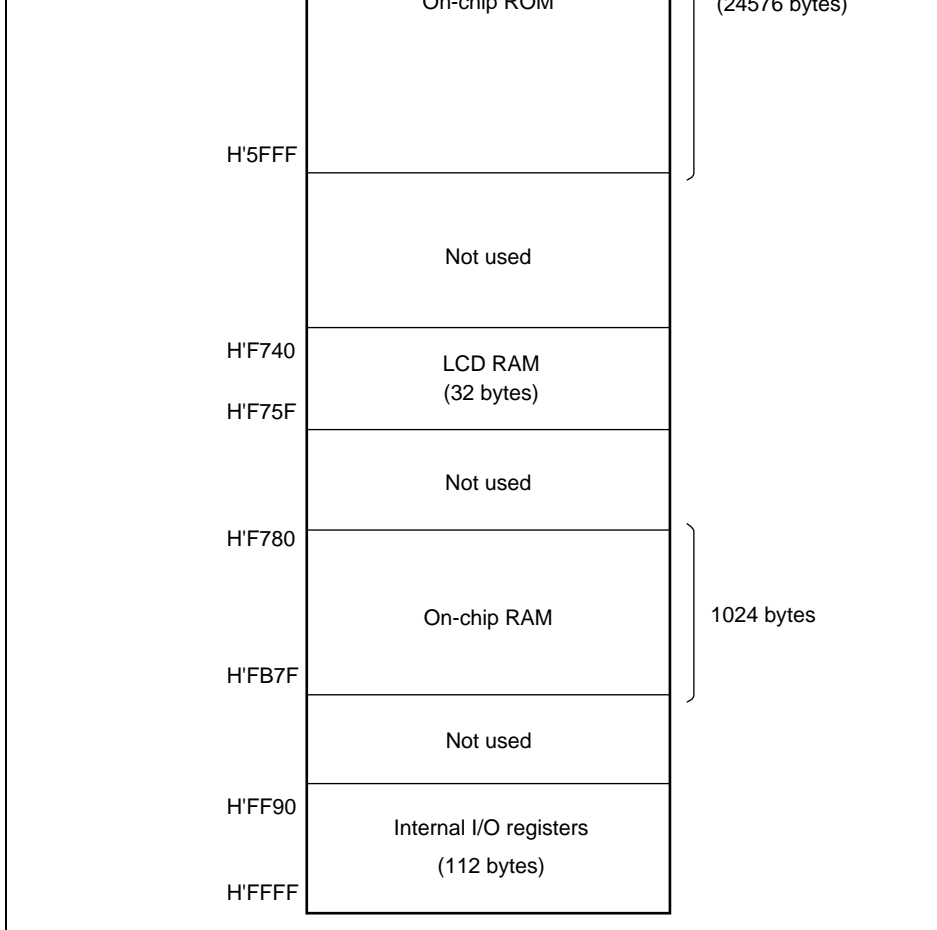 On-chip ROM
(24576 bytes)
H'5FFF
Not used
H'F740
LCD RAM
(32 bytes)
H'F75F
Not used
H'F780
On-chip RAM
1024 bytes
H'FB7F
Not used
H'FF90
Internal I/O registers
(112 bytes)
H'FFFF